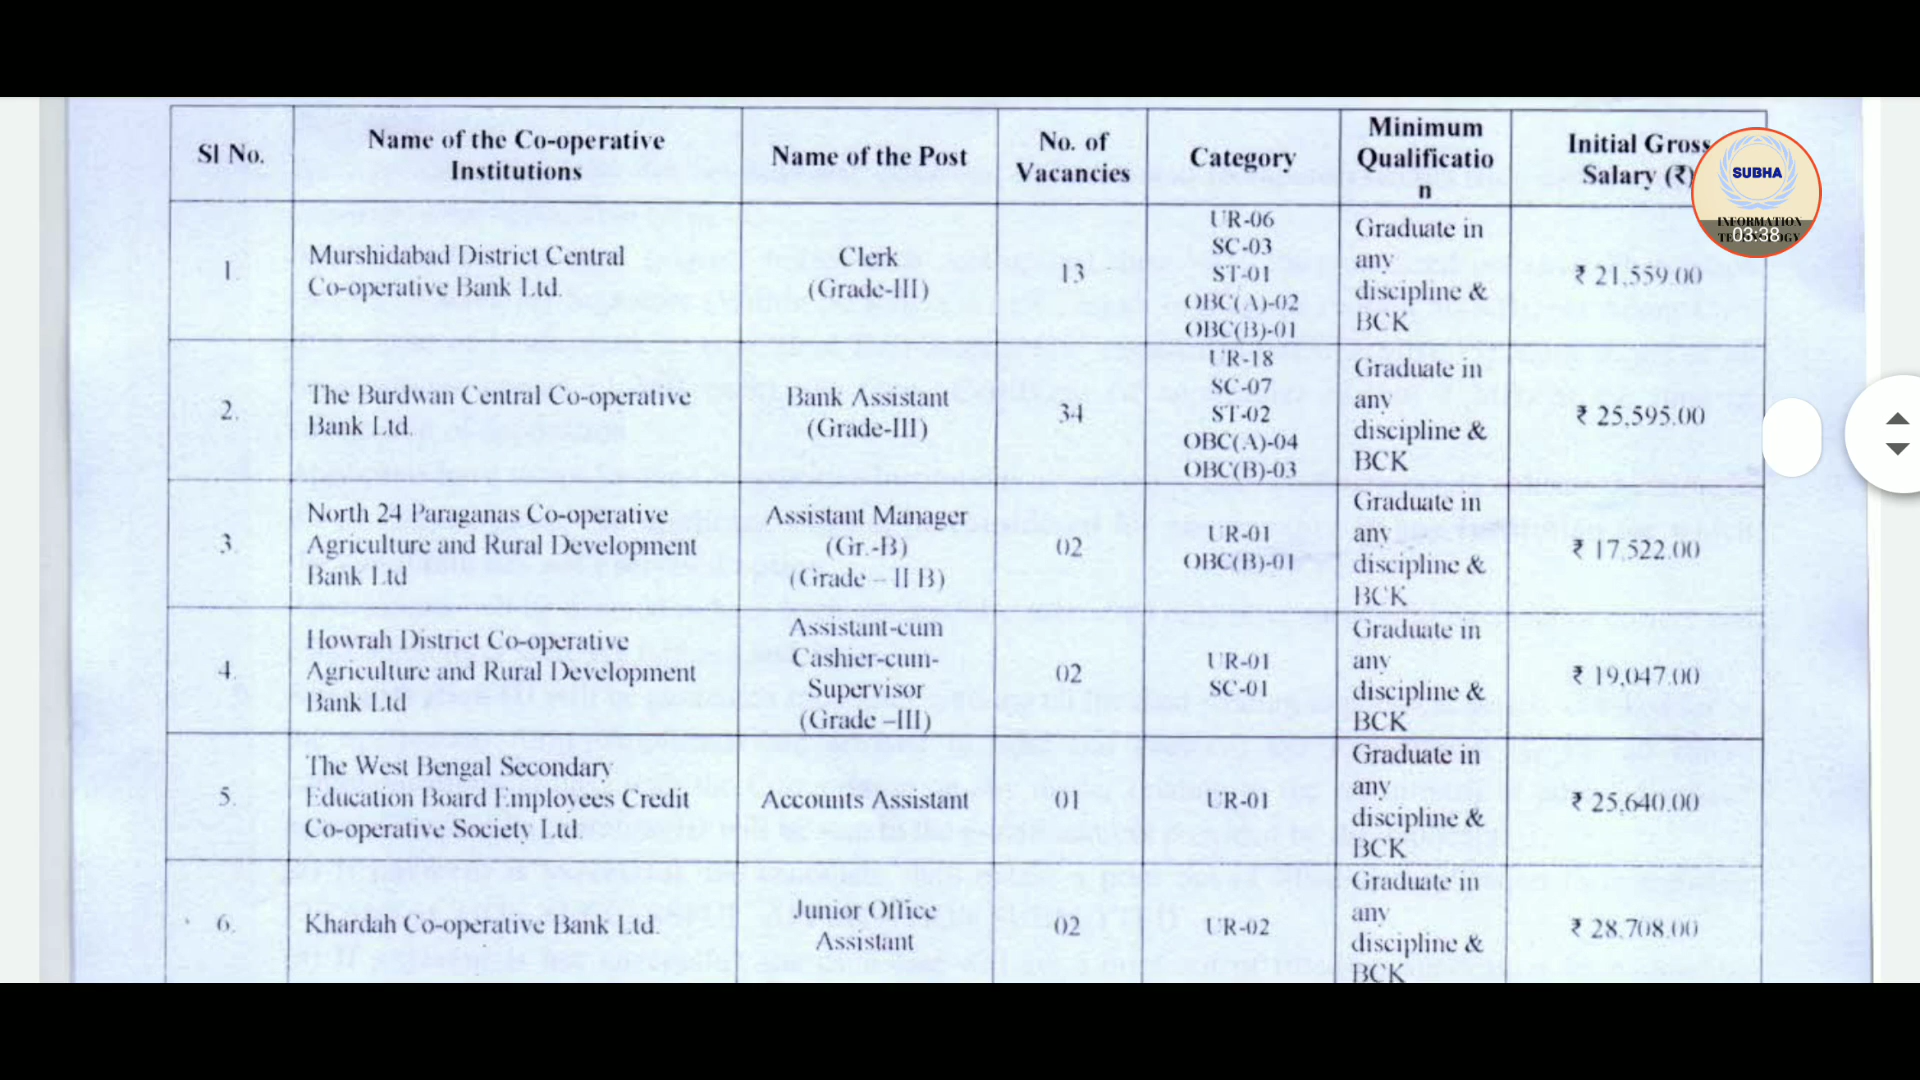 Sl No.
Name of the Co-operative
Institutions
Name of the Post
No. of
Vacancies
Category
Minimum
Qualificatio
n
Initial Gross
Salary (₹)
1.
Murshidabad District Central
Co-operative Bank Ltd.
Clerk
(Grade-III)
13
UR-06
SC-03
ST-01
OBC(A)-02
OBC(B)-01
Graduate in
any
discipline &
BCK
₹ 21,559.00
2.
The Burdwan Central Co-operative
Bank Ltd.
Bank Assistant
(Grade-III)
34
UR-18
SC-07
ST-02
OBC(A)-04
OBC(B)-03
Graduate in
any
discipline &
BCK
₹ 25,595.00
3.
North 24 Paraganas Co-operative
Agriculture and Rural Development
Bank Ltd
Assistant Manager
(Gr.-B)
(Grade – II B)
02
UR-01
OBC(B)-01
Graduate in
any
discipline &
BCK
₹ 17,522.00
4.
Howrah District Co-operative
Agriculture and Rural Development
Bank Ltd
Assistant-cum
Cashier-cum-
Supervisor
(Grade –III)
02
UR-01
SC-01
Graduate in
any
discipline &
BCK
₹ 19,047.00
5.
The West Bengal Secondary
Education Board Employees Credit
Co-operative Society Ltd.
Accounts Assistant
01
UR-01
Graduate in
any
discipline &
BCK
₹ 25,640.00
6.
Khardah Co-operative Bank Ltd.
Junior Office
Assistant
02
UR-02
Graduate in
any
discipline &
BCK
₹ 28,708.00
SUBHA
INFORMATION
03:38